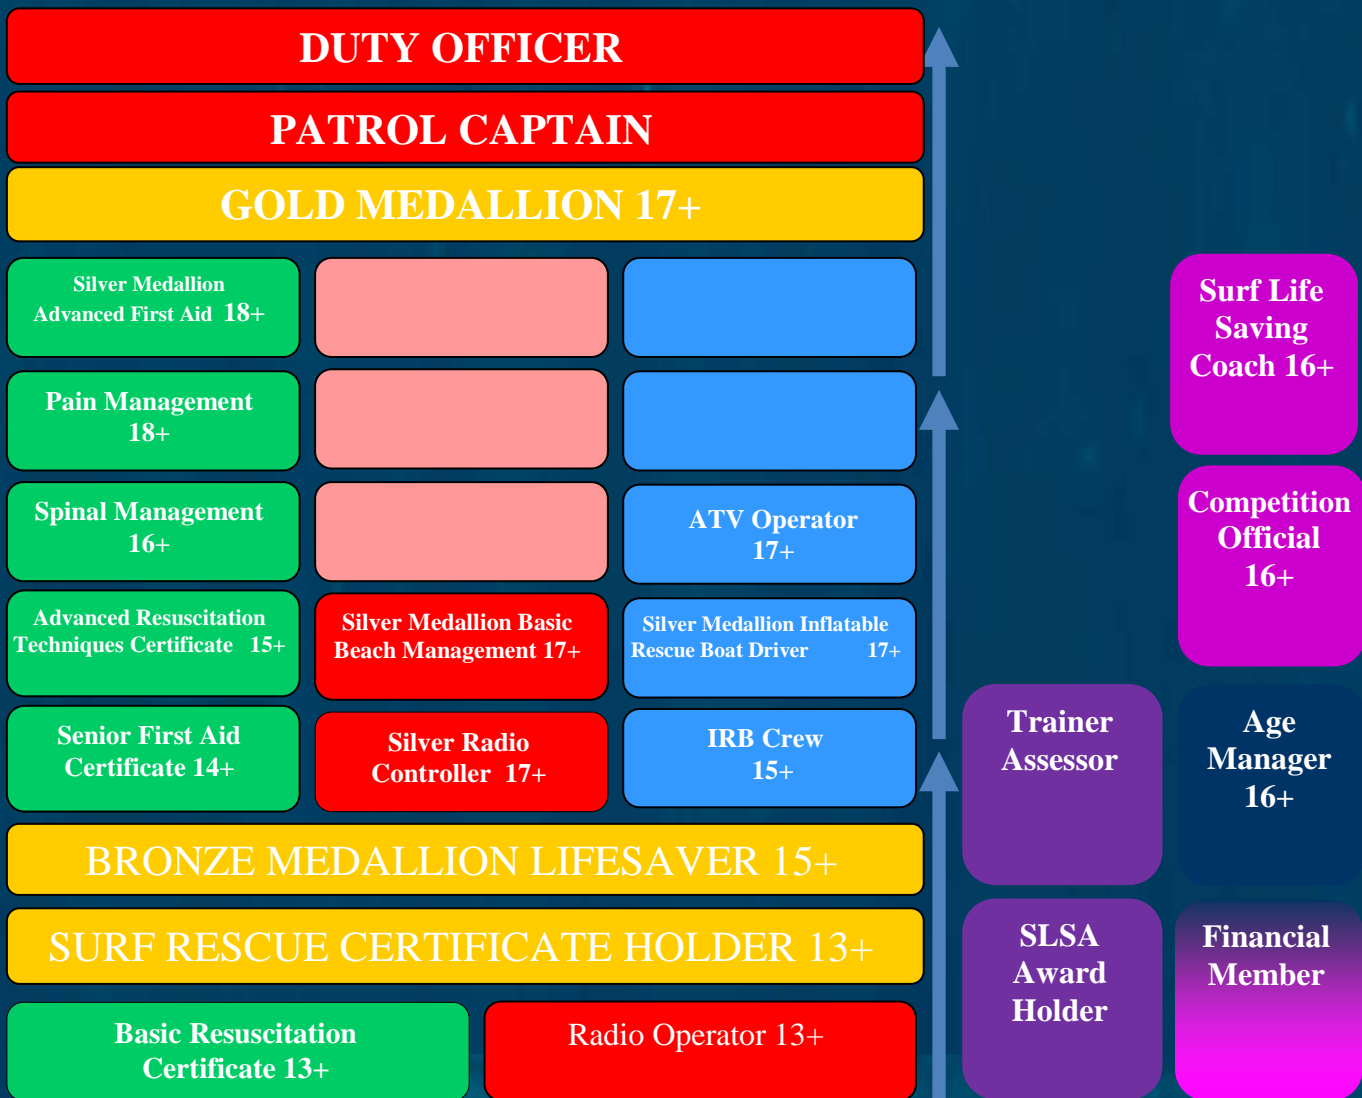 DUTY OFFICER
PATROL CAPTAIN
GOLD MEDALLION 17+
Silver Medallion
Advanced First Aid 18+
Surf Life
Saving
Coach 16+
Pain Management
18+
Spinal Management
16+
ATV Operator
17+
Competition
Official
16+
Advanced Resuscitation
Techniques Certificate 15+
Silver Medallion Basic
Beach Management 17+
Silver Medallion Inflatable
Rescue Boat Driver 17+
Senior First Aid
Certificate 14+
Silver Radio
Controller 17+
IRB Crew
15+
Trainer
Assessor
Age
Manager
16+
BRONZE MEDALLION LIFESAVER 15+
SURF RESCUE CERTIFICATE HOLDER 13+
SLSA
Award
Holder
Financial
Member
Basic Resuscitation
Certificate 13+
Radio Operator 13+